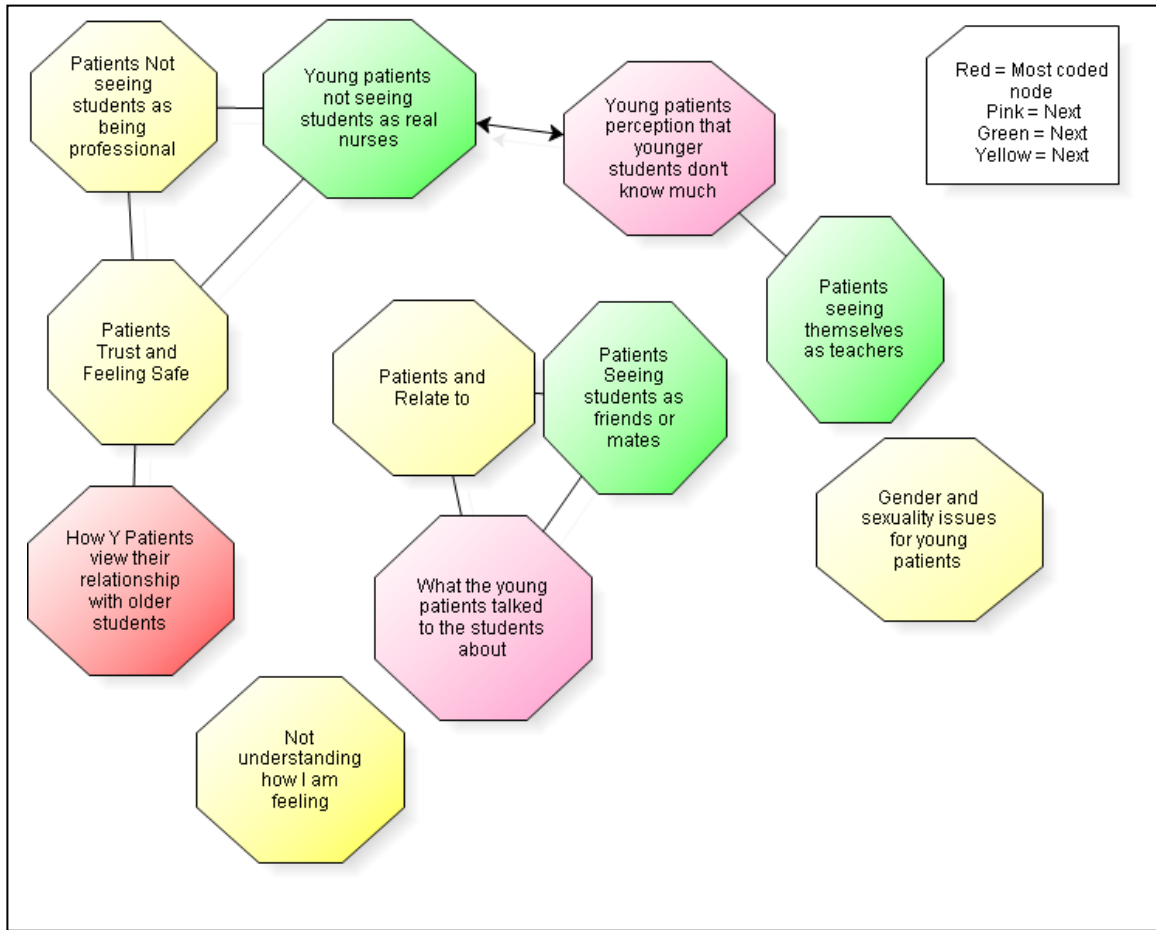 Patients Not
seeing
students as
being
professional
Young patients
not seeing
students as real
nurses
Young patients
perception that
younger
students don't
know much
Red = Most coded
node
Pink = Next
Green = Next
Yellow = Next
Patients
Trust and
Feeling Safe
Patients and
Relate to
Patients
Seeing
students as
friends or
mates
Patients
seeing
themselves
as teachers
How Y Patients
view their
relationship
with older
students
What the young
patients talked
to the students
about
Gender and
sexuality issues
for young
patients
Not
understanding
how I am
feeling